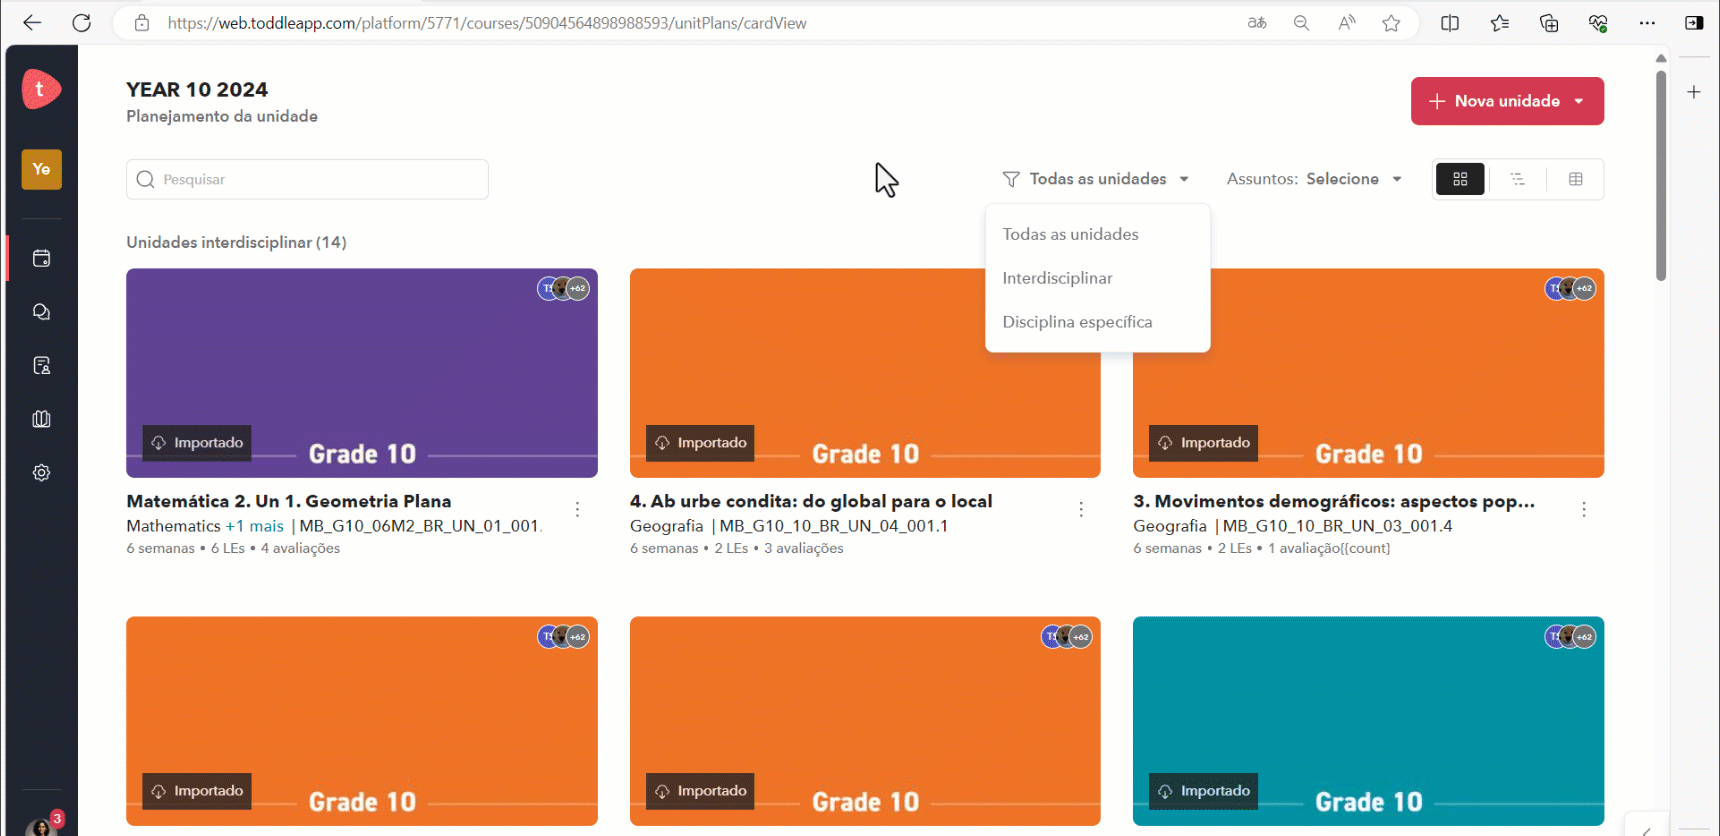 https://web.toddleapp.com/platform/5771/courses/50904564898988593/unitPlans/cardView
t
Ye
YEAR 10 2024
Planejamento da unidade
Nova unidade
Pesquisar
Todas as unidades
Assuntos: Selecione
Todas as unidades
Interdisciplinar
Disciplina específica
Unidades interdisciplinar (14)
+62
+62
Importado
Grade 10
Importado
Grade 10
Importado
Grade 10
Matemática 2. Un 1. Geometria Plana
Mathematics +1 mais | MB_G10_06M2_BR_UN_01_001.
6 semanas • 6 LEs • 4 avaliações
4. Ab urbe condita: do global para o local
Geografia | MB_G10_10_BR_UN_04_001.1
6 semanas • 2 LEs • 3 avaliações
3. Movimentos demográficos: aspectos pop...
Geografia | MB_G10_10_BR_UN_03_001.4
6 semanas • 2 LEs • 1 avaliação{{count}
+62
+62
+62
Importado
Grade 10
Importado
Grade 10
Importado
Grade 10
3